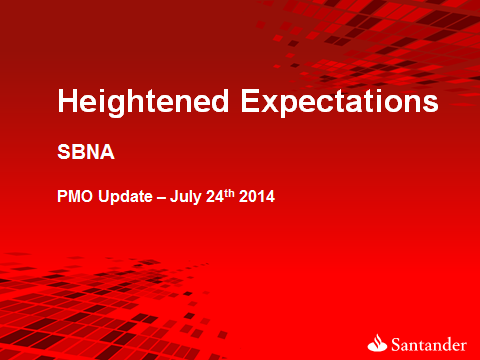 Heightened Expectations
SBNA
PMO Update – July 24th 2014
Santander